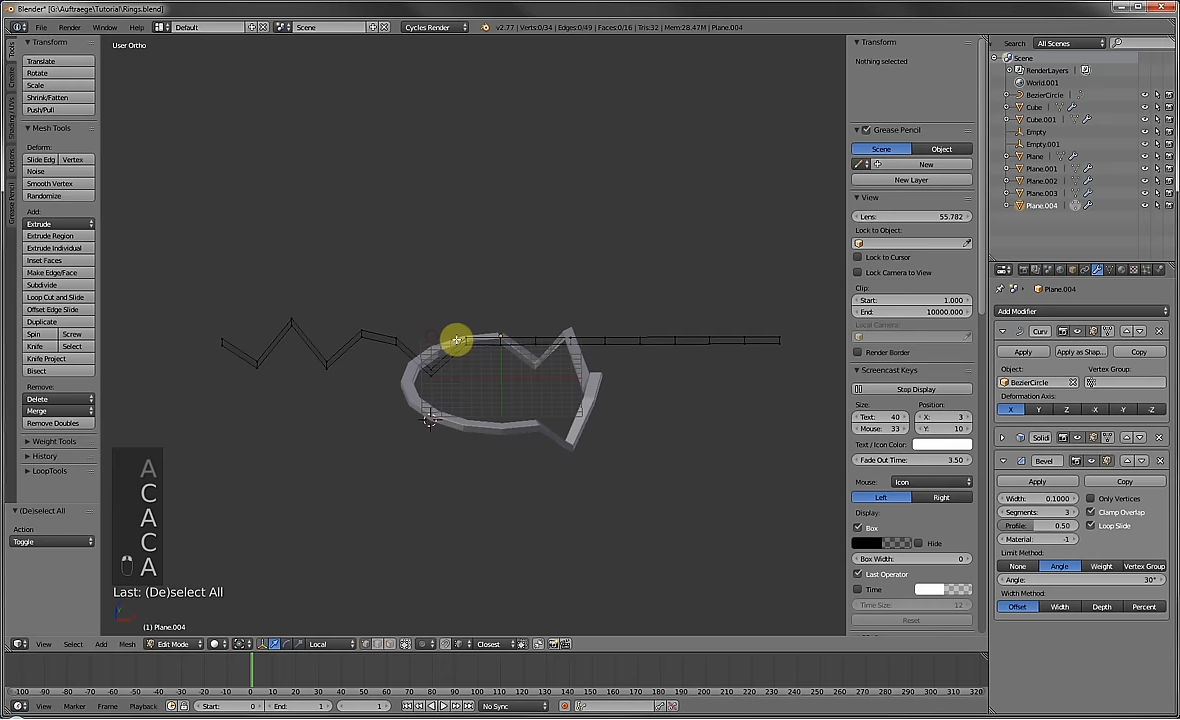 Blender* [G:\Auftraege\Tutorial\Rings.blend]
File Render Window Help Default Scene Cycles Render v2.77 | Verts:0/34 | Edges:0/49 | Faces:0/16 | Tris:32 | Mem:28.47M | Plane.004
Tools
Create
Shading / UVs
Options
Grease Pencil
Transform
Translate
Rotate
Scale
Shrink/Fatten
Push/Pull
Mesh Tools
Deform:
Slide Edg Vertex
Noise
Smooth Vertex
Randomize
Add:
Extrude
Extrude Region
Extrude Individual
Inset Faces
Make Edge/Face
Subdivide
Loop Cut and Slide
Offset Edge Slide
Duplicate
Spin Screw
Knife Select
Knife Project
Bisect
Remove:
Delete
Merge
Remove Doubles
Weight Tools
History
LoopTools
(De)select All
Action
Toggle
User Ortho
A
C
A
C
A
Last: (De)select All
(1) Plane.004
Transform
Nothing selected
Grease Pencil
Scene Object
New
New Layer
View
Lens: 55.782
Lock to Object:
Lock to Cursor
Lock Camera to View
Clip:
Start: 1.000
End: 10000.000
Local Camera:
Render Border
Screencast Keys
Stop Display
Size: Position:
Text: 40 X: 3
Mouse: 33 Y: 10
Text / Icon Color:
Fade Out Time: 3.50
Mouse: Icon
Left Right
Display:
Box
Hide
Box Width: 0
Last Operator
Time
Time Size: 12
Reset
Search All Scenes
Scene
RenderLayers
World.001
BezierCircle
Cube
Cube.001
Empty
Empty.001
Plane
Plane.001
Plane.002
Plane.003
Plane.004
Plane.004
Add Modifier
Curv
Apply Apply as Shap... Copy
Object: Vertex Group:
BezierCircle
Deformation Axis:
X Y Z -X -Y -Z
Solidi
Bevel
Apply Copy
Width: 0.1000 Only Vertices
Segments: 3 Clamp Overlap
Profile: 0.50 Loop Slide
Material: -1
Limit Method:
None Angle Weight Vertex Group
Angle: 30°
Width Method:
Offset Width Depth Percent
View Select Add Mesh Edit Mode Local Closest
-100 -90 -80 -70 -60 -50 -40 -30 -20 -10 0 10 20 30 40 50 60 70 80 90 100 110 120 130 140 150 160 170 180 190 200 210 220 230 240 250 260 270 280 290 300 310 320
View Marker Frame Playback Start: 0 End: 1 1 No Sync